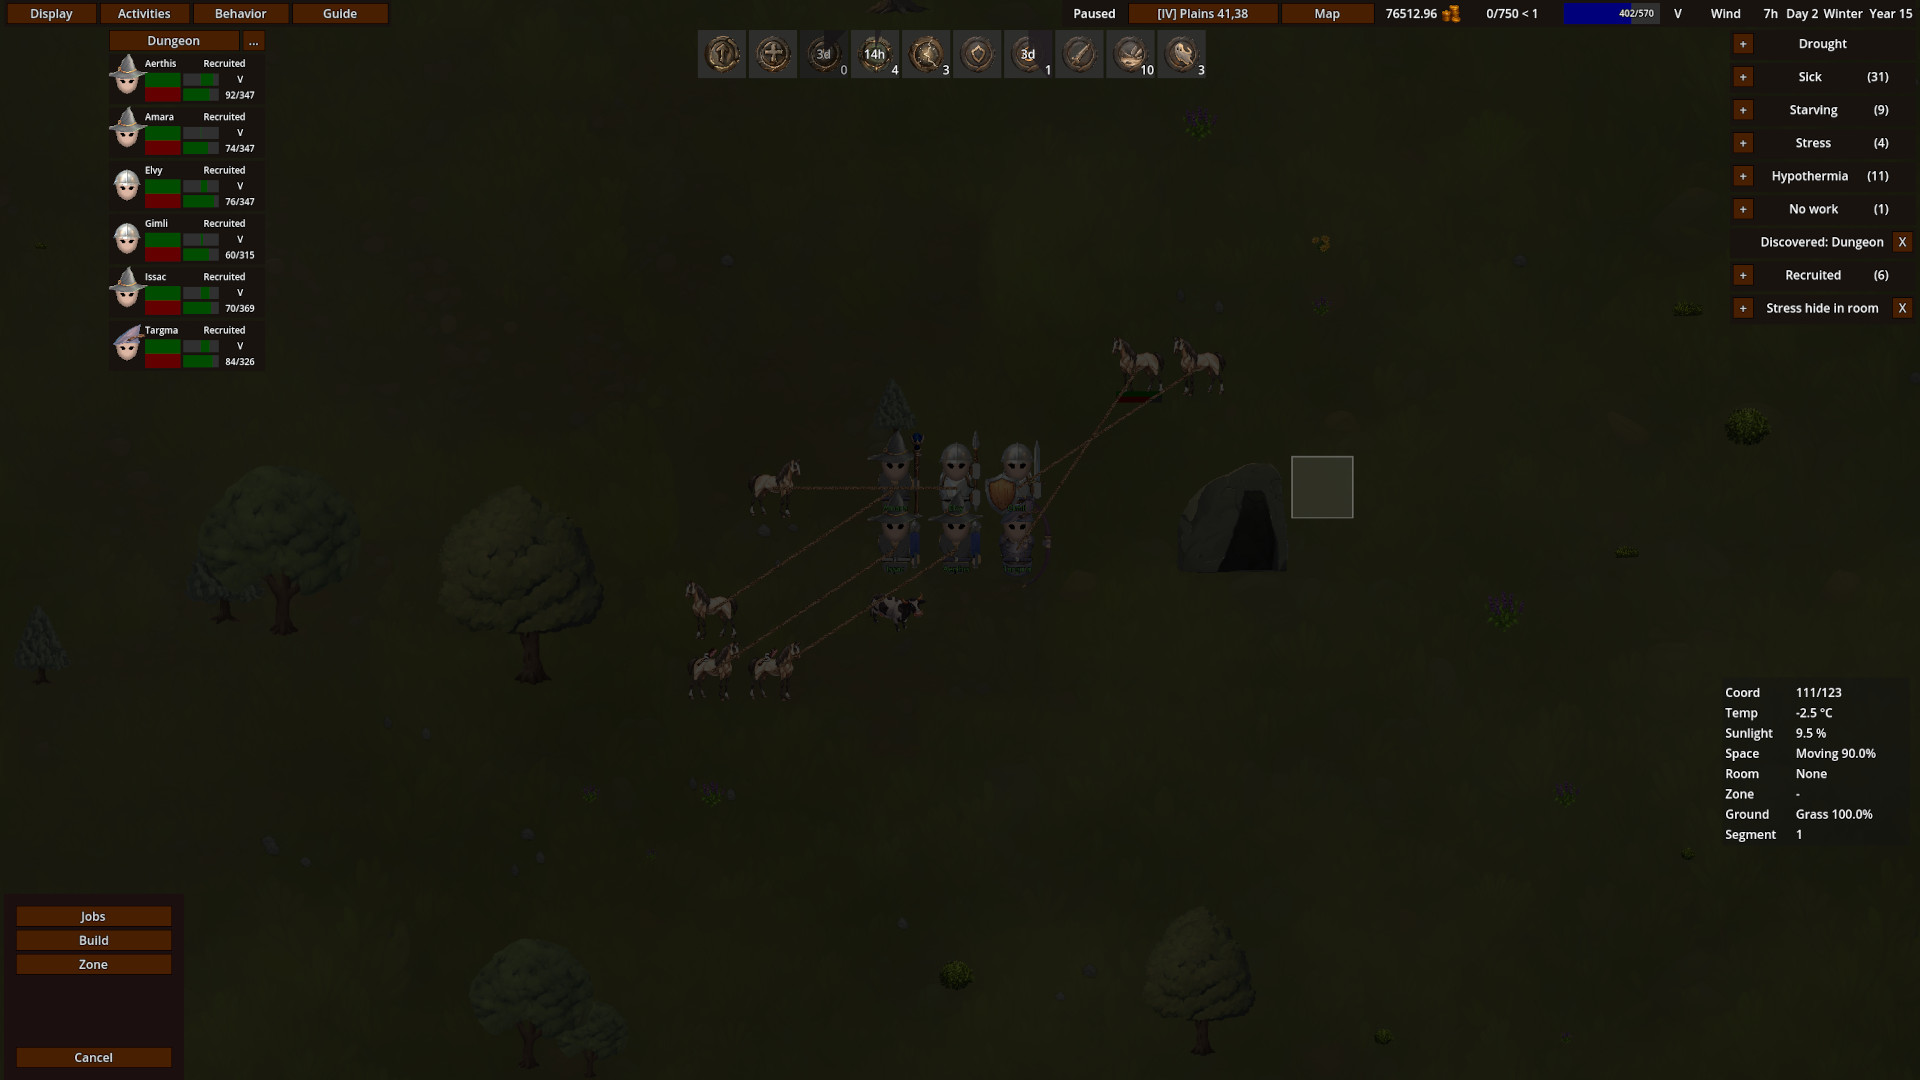 Display Activities Behavior Guide Paused [IV] Plains 41,38 Map 76512.96 0/750 < 1 402/570 V Wind 7h Day 2 Winter Year 15
Dungeon ...
Aerthis Recruited
V
92/347
Amara Recruited
V
74/347
Elvy Recruited
V
76/347
Gimli Recruited
V
60/315
Issac Recruited
V
70/369
Targma Recruited
V
84/326
3d 14h 3d
0 4 3 1 10 3
+ Drought
+ Sick (31)
+ Starving (9)
+ Stress (4)
+ Hypothermia (11)
+ No work (1)
Discovered: Dungeon X
+ Recruited (6)
+ Stress hide in room X
Coord 111/123
Temp -2.5 °C
Sunlight 9.5 %
Space Moving 90.0%
Room None
Zone -
Ground Grass 100.0%
Segment 1
Jobs
Build
Zone
Cancel